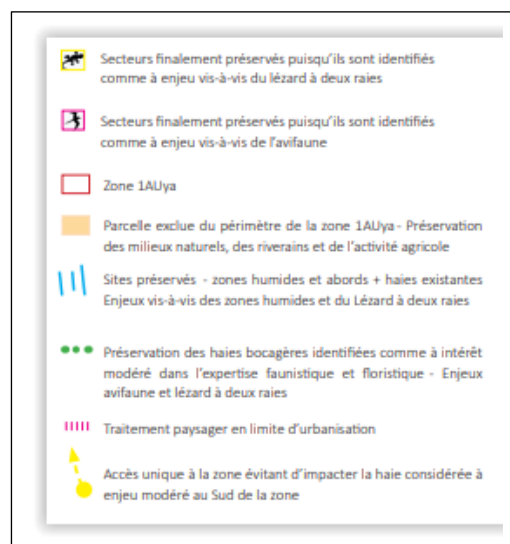 Secteurs finalement préservés puisqu'ils sont identifiés
comme à enjeu vis-à-vis du lézard à deux raies
Secteurs finalement préservés puisqu'ils sont identifiés
comme à enjeu vis-à-vis de l'avifaune
Zone 1AUya
Parcelle exclue du périmètre de la zone 1AUya - Préservation
des milieux naturels, des riverains et de l'activité agricole
Sites préservés - zones humides et abords + haies existantes
Enjeux vis-à-vis des zones humides et du Lézard à deux raies
Préservation des haies bocagères identifiées comme à intérêt
modéré dans l'expertise faunistique et floristique - Enjeux
avifaune et lézard à deux raies
Traitement paysager en limite d'urbanisation
Accès unique à la zone évitant d'impacter la haie considérée à
enjeu modéré au Sud de la zone